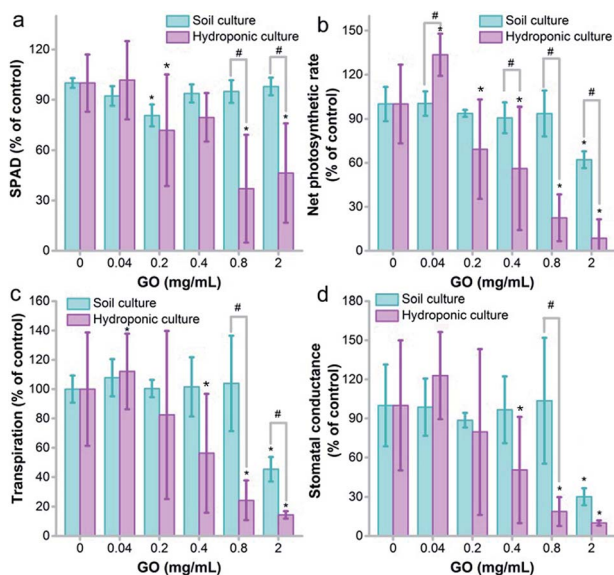 a
Soil culture
Hydroponic culture
SPAD (% of control)
120
90
60
30
0
# #
* * * *
0 0.04 0.2 0.4 0.8 2
GO (mg/mL)
b
Soil culture
Hydroponic culture
Net photosynthetic rate
(% of control)
150
120
90
60
30
0
# # # #
* * * * * *
0 0.04 0.2 0.4 0.8 2
GO (mg/mL)
c
Soil culture
Hydroponic culture
Transpiration (% of control)
160
140
120
100
80
60
40
20
0
# #
* * * * *
0 0.04 0.2 0.4 0.8 2
GO (mg/mL)
d
Soil culture
Hydroponic culture
Stomatal conductance
(% of control)
180
150
120
90
60
30
0
#
* * * *
0 0.04 0.2 0.4 0.8 2
GO (mg/mL)